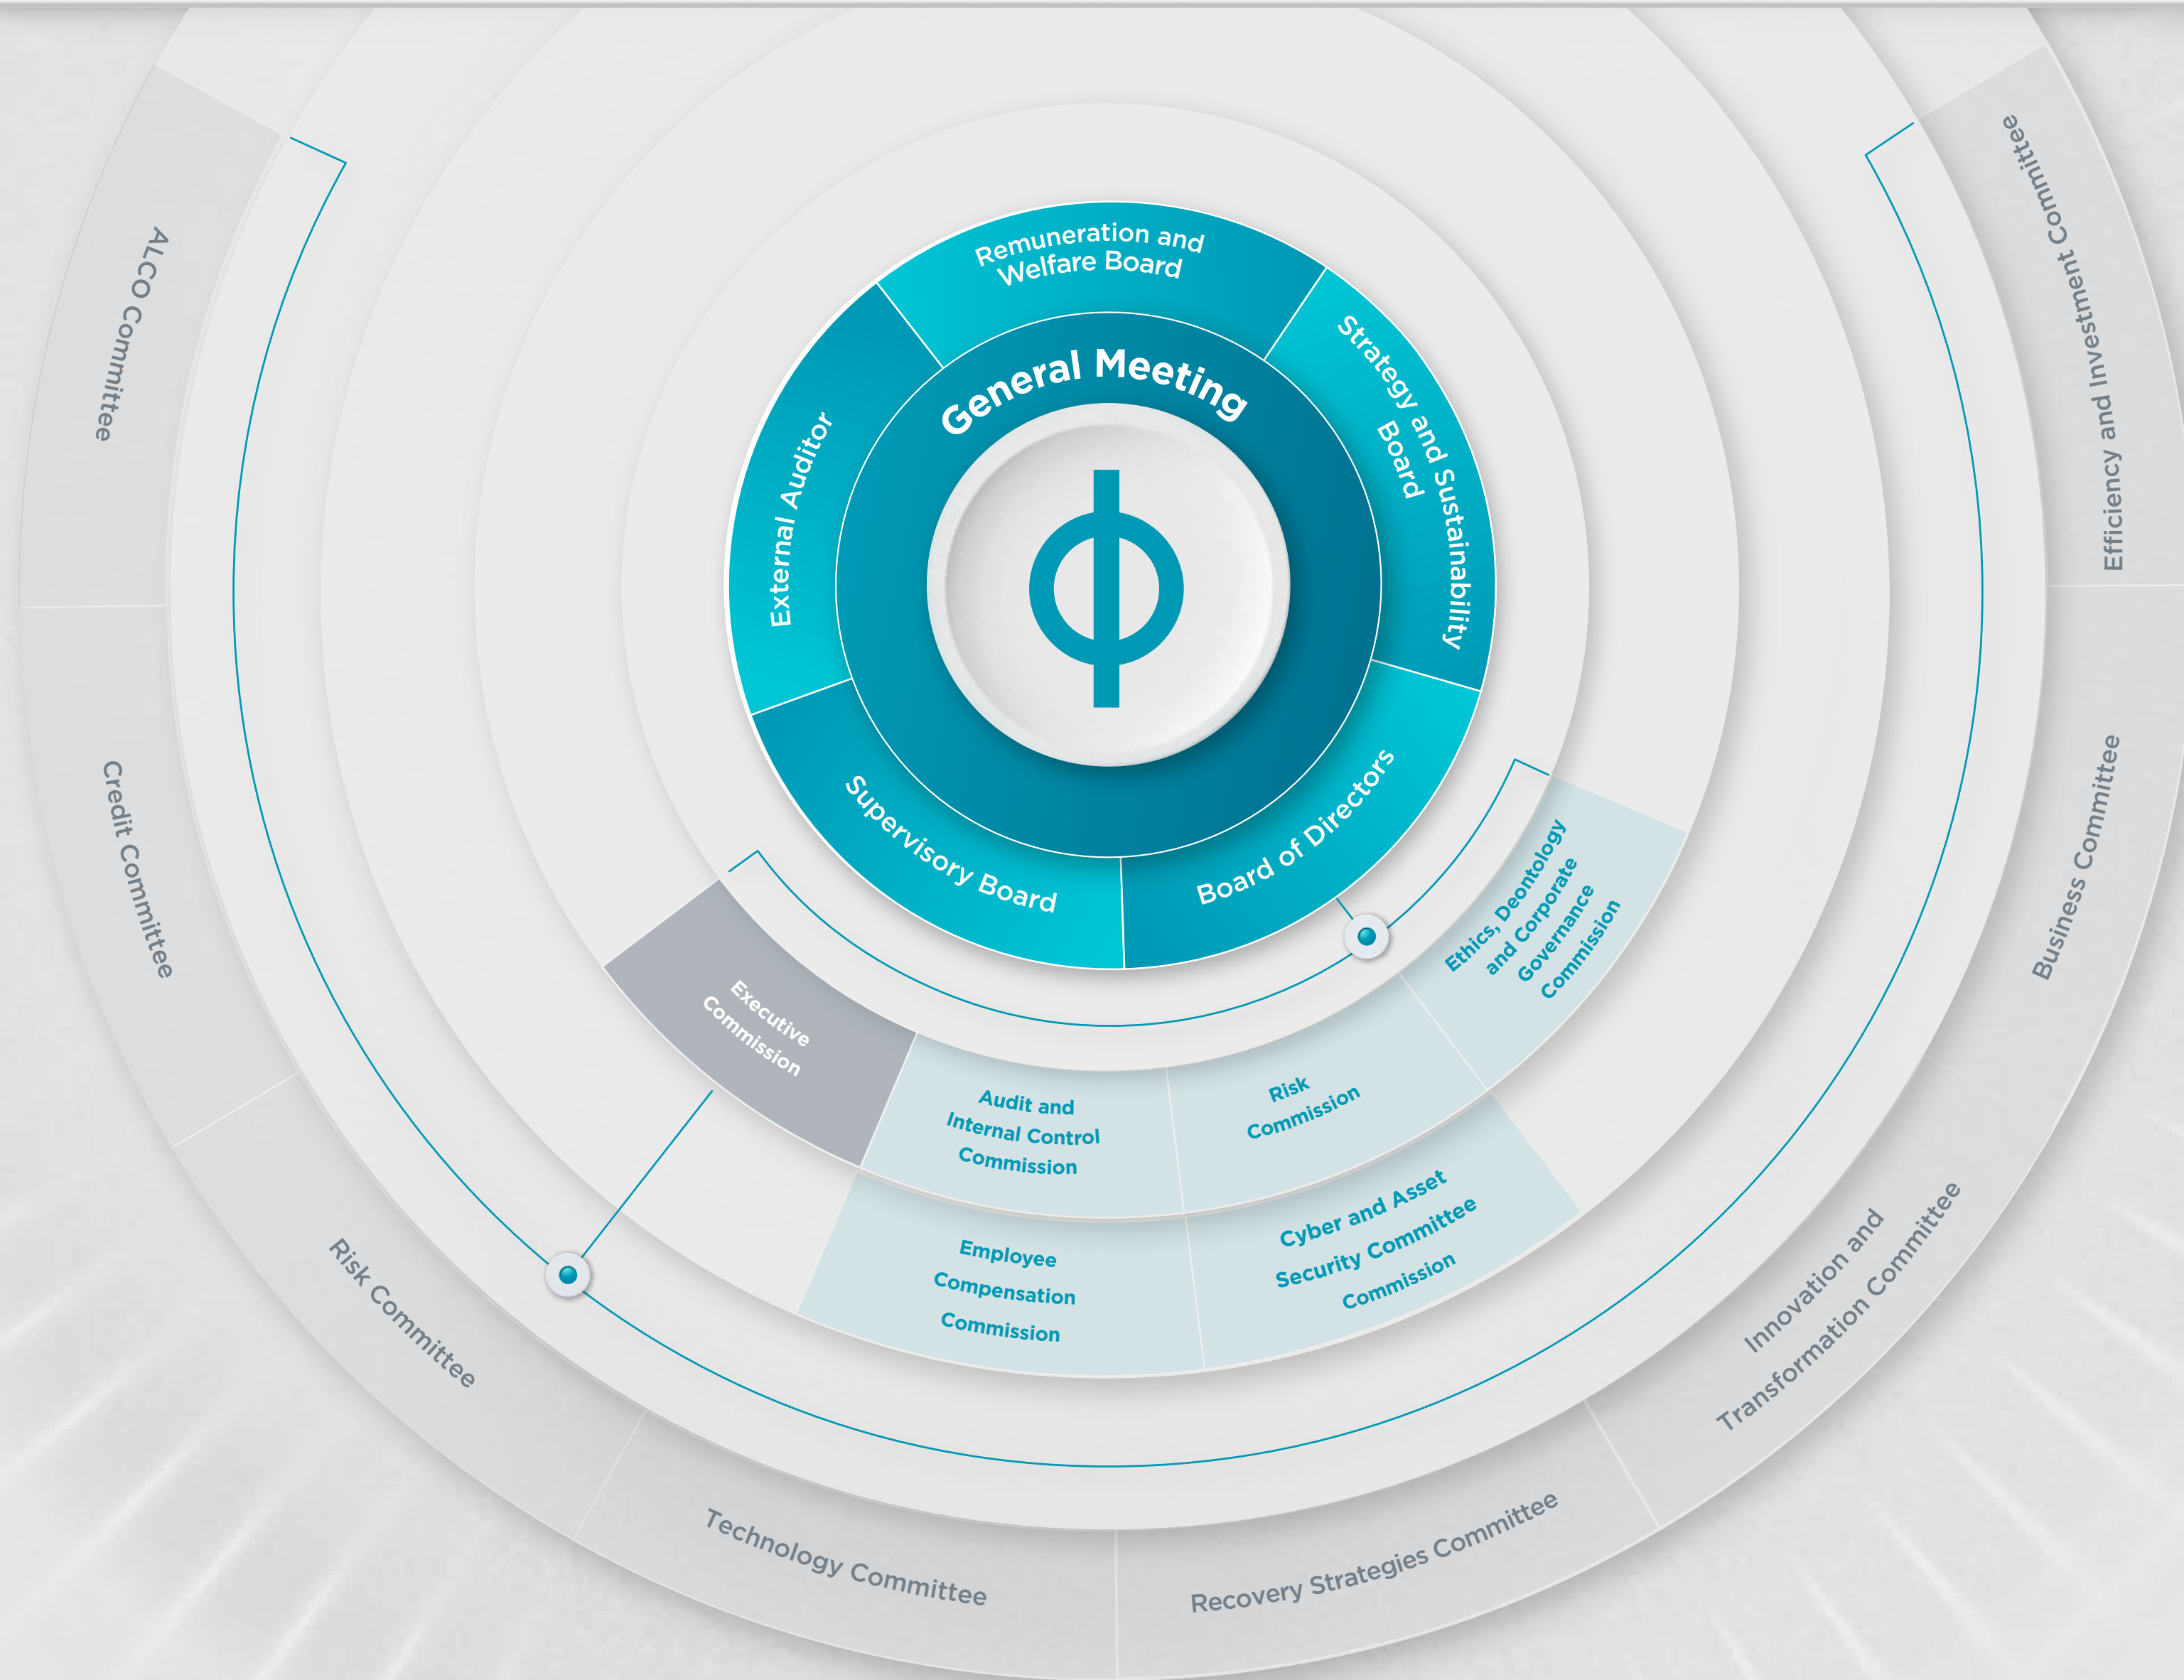 General Meeting
Remuneration and
Welfare Board
Strategy and Sustainability
Board
Board of Directors
Supervisory Board
External Auditor
Ethics, Deontology
and Corporate
Governance
Commission
Risk
Commission
Audit and
Internal Control
Commission
Executive
Commission
Cyber and Asset
Security Committee
Commission
Employee
Compensation
Commission
Efficiency and Investment Committee
Business Committee
Innovation and
Transformation Committee
Recovery Strategies Committee
Technology Committee
Risk Committee
Credit Committee
ALCO Committee